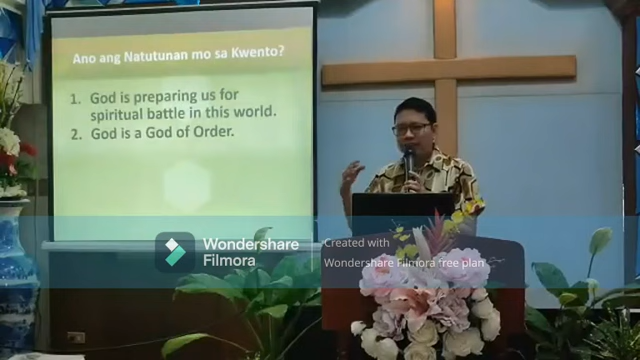 Ano ang Natutunan mo sa Kwento?
1. God is preparing us for
spiritual battle in this world.
2. God is a God of Order.
Wondershare
Filmora
Created with
Wondershare Filmora free plan